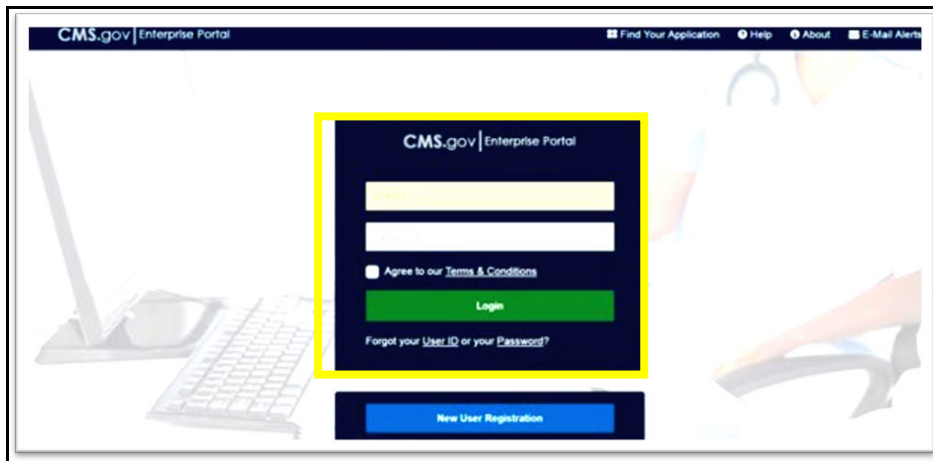 CMS.gov | Enterprise Portal Find Your Application Help About E-Mail Alerts
CMS.gov | Enterprise Portal
Agree to our Terms & Conditions
Login
Forgot your User ID or your Password?
New User Registration